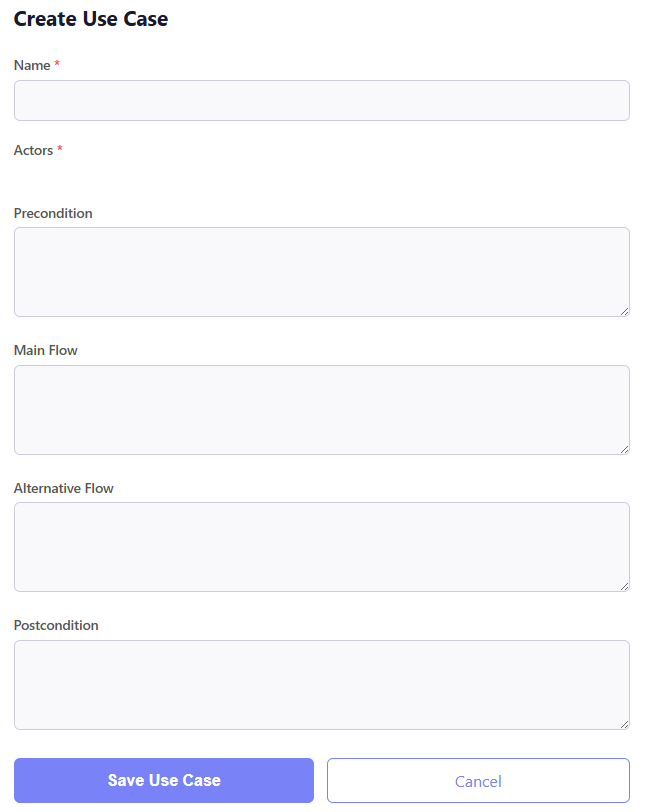 Create Use Case
Name *
Actors *
Precondition
Main Flow
Alternative Flow
Postcondition
Save Use Case
Cancel